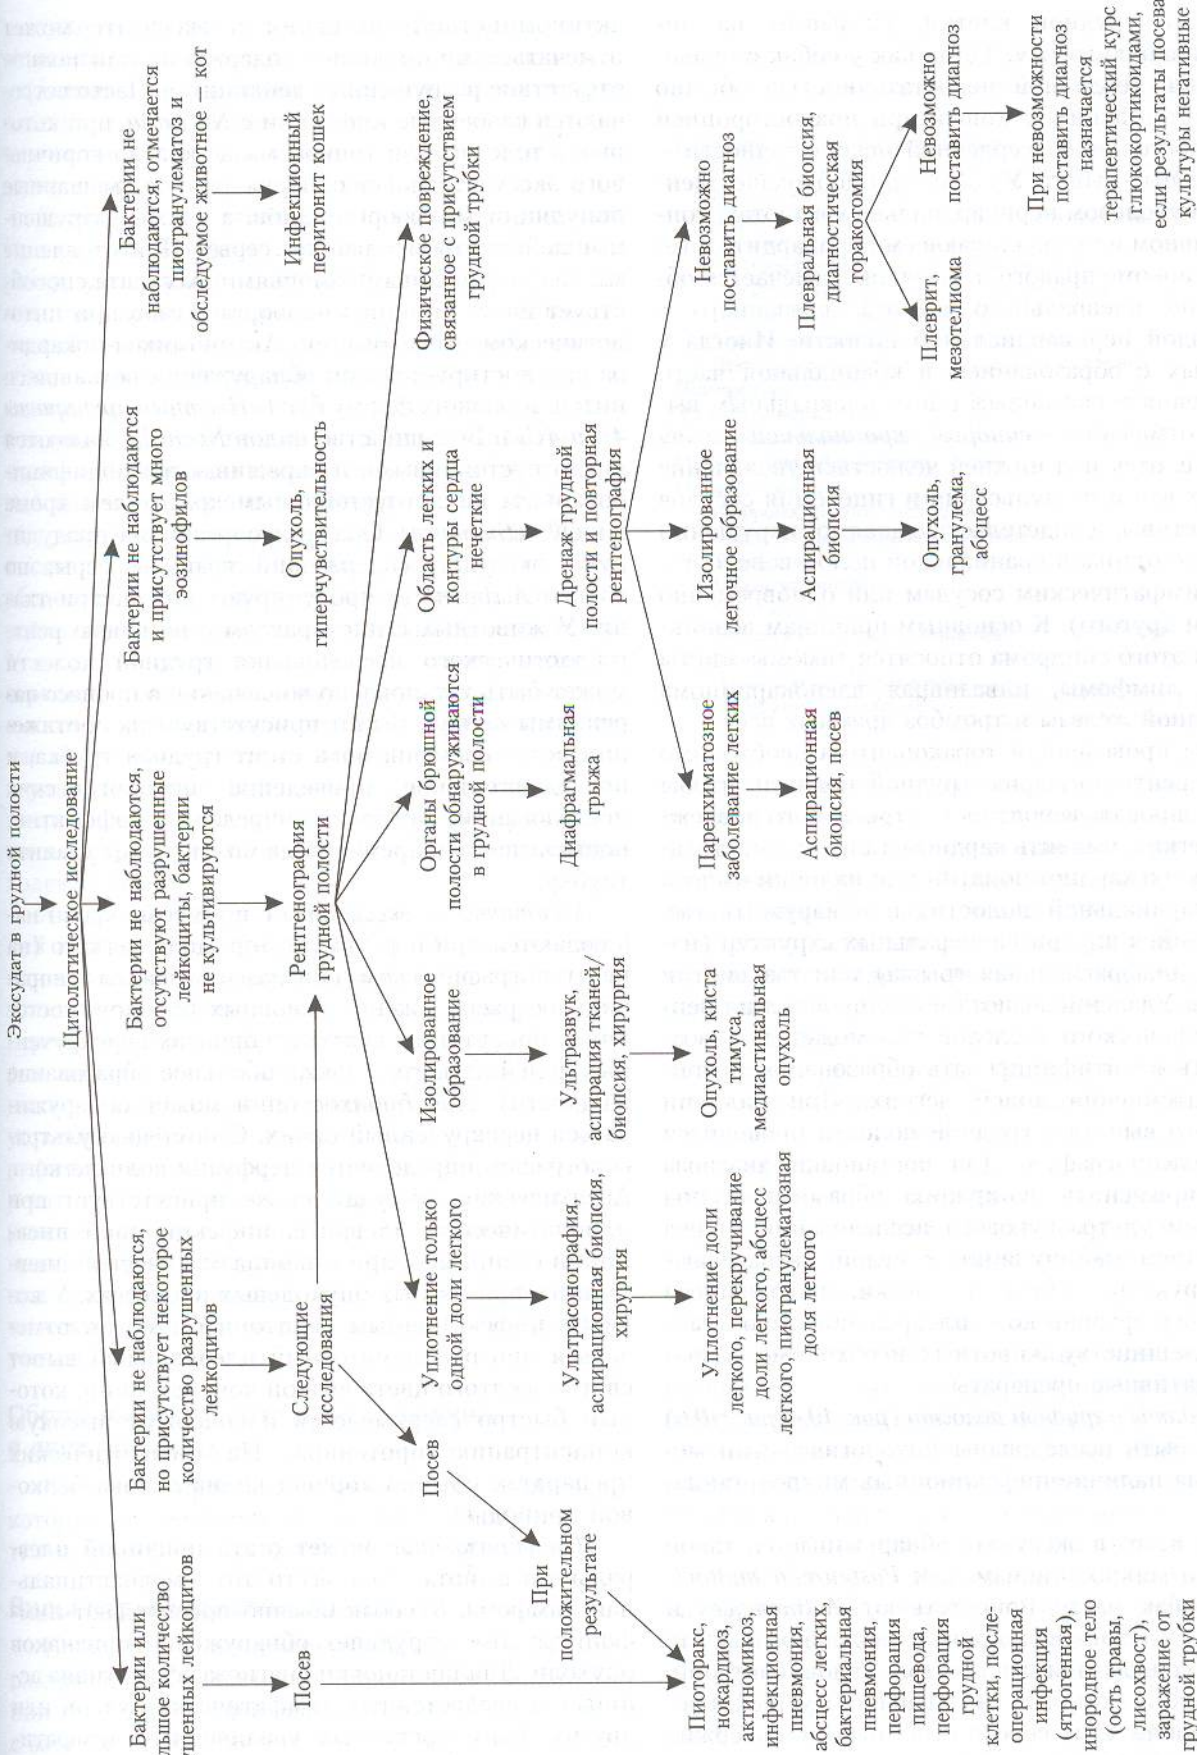 Экссудат в грудной полости
Цитологическое исследование
Бактерии или
большое количество
разрушенных лейкоцитов
Посев
Пиоторакс,
нокардиоз,
актиномикоз,
инфекционная
пневмония,
абсцесс легких,
бактериальная
пневмония,
перфорация
пищевода,
перфорация
грудной
клетки, после-
операционная
инфекция
(ятрогенная),
инородное тело
(ость травы,
лисохвост),
заражение от
грудной трубки
Бактерии не наблюдаются,
но присутствует некоторое
количество разрушенных
лейкоцитов
Следующие
исследования
Посев
При
положительном
результате
Бактерии не наблюдаются,
отсутствуют разрушенные
лейкоциты, бактерии
не культивируются
Рентгенография
грудной полости
Уплотнение только
одной доли легкого
Ультрасонография,
аспирационная биопсия,
хирургия
Уплотнение доли
легкого, перекручивание
доли легкого, абсцесс
легкого, пиогранулематозная
доля легкого
Изолированное
образование
Ультразвук,
аспирация тканей/
биопсия, хирургия
Опухоль, киста
тимуса,
медиастинальная
опухоль
Органы брюшной
полости обнаруживаются
в грудной полости
Диафрагмальная
грыжа
Область легких и
контуры сердца
нечеткие
Дренаж грудной
полости и повторная
рентгенография
Паренхиматозное
заболевание легких
Аспирационная
биопсия, посев
Изолированное
легочное образование
Аспирационная
биопсия
Опухоль,
гранулема,
абсцесс
Невозможно
поставить диагноз
Плевральная биопсия,
диагностическая
торакотомия
Плеврит,
мезотелиома
Невозможно
поставить диагноз
При невозможности
поставить диагноз
назначается
терапевтический курс
глюкокортикоидами,
если результаты посева
культуры негативные
Физическое повреждение,
связанное с присутствием
грудной трубки
Бактерии не наблюдаются
и присутствует много
эозинофилов
Опухоль,
гиперчувствительность
Бактерии не
наблюдаются, отмечается
пиогранулематоз и
обследуемое животное — кот
Инфекционный
перитонит кошек